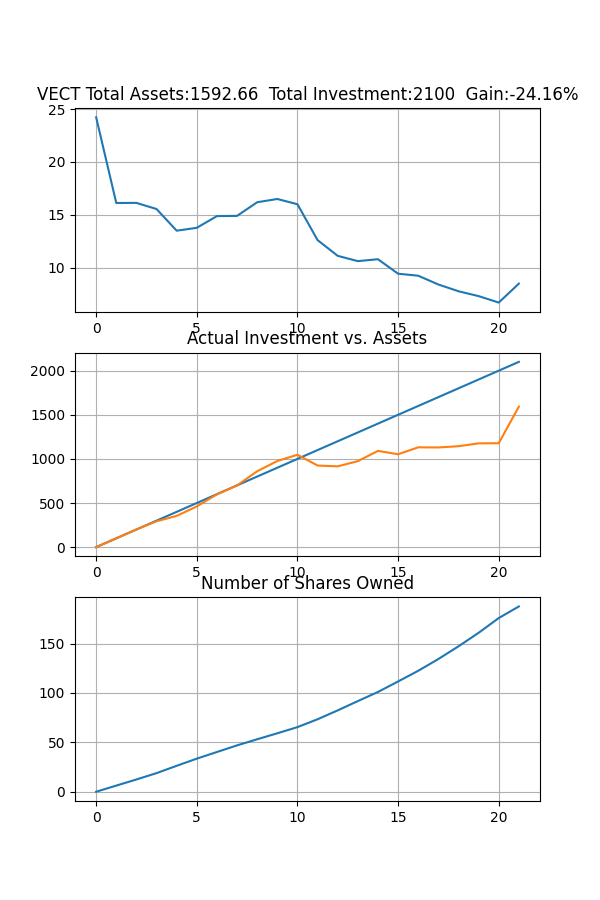 VECT Total Assets:1592.66  Total Investment:2100  Gain:-24.16%
25
20
15
10
0 5 10 15 20
Actual Investment vs. Assets
2000
1500
1000
500
0
0 5 10 15 20
Number of Shares Owned
150
100
50
0
0 5 10 15 20